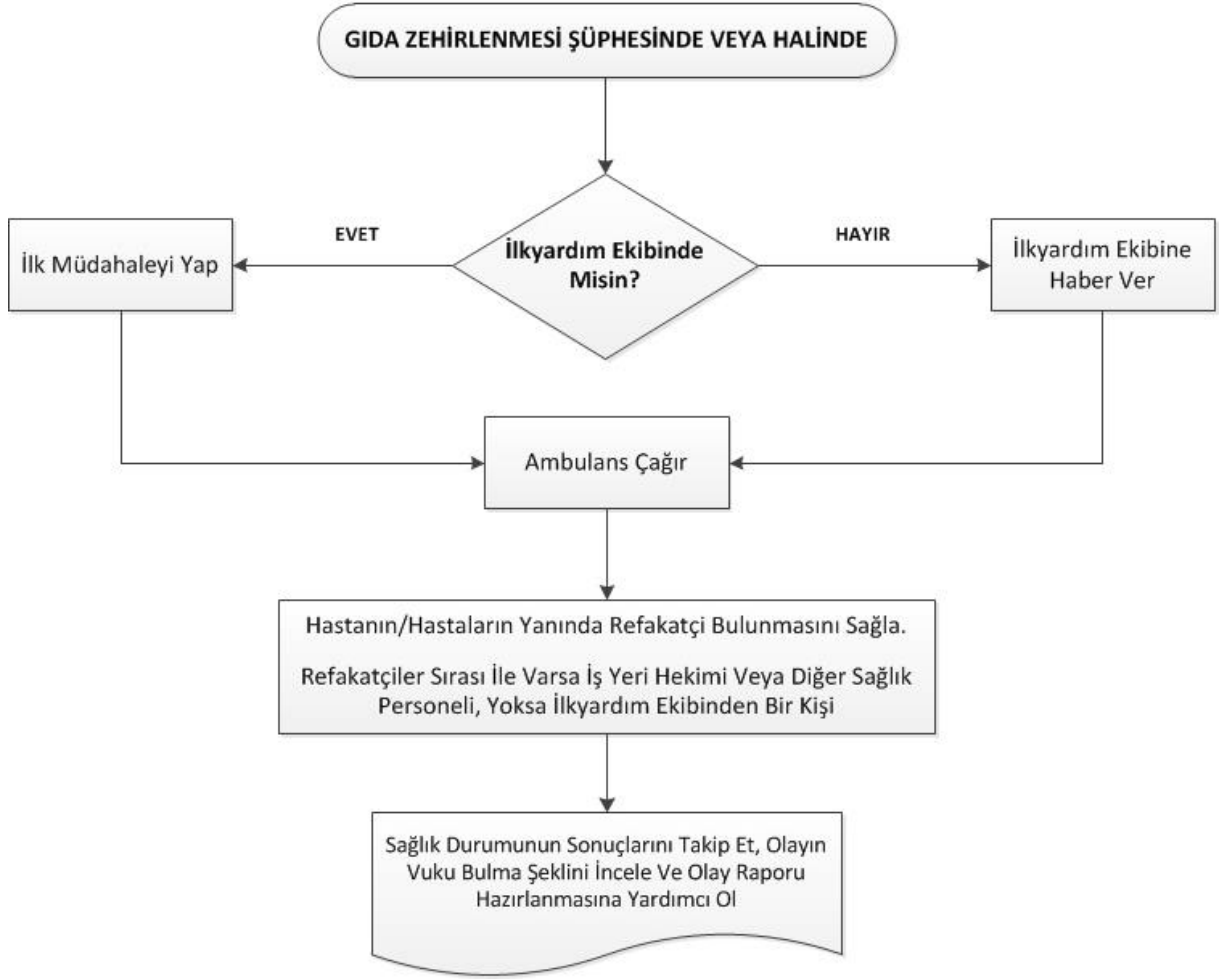 GIDA ZEHİRLENMESİ ŞÜPHESİNDE VEYA HALİNDE
EVET
HAYIR
İlk Müdahaleyi Yap
İlkyardım Ekibinde
Misin?
İlkyardım Ekibine
Haber Ver
Ambulans Çağır
Hastanın/Hastaların Yanında Refakatçi Bulunmasını Sağla.
Refakatçiler Sırası İle Varsa İş Yeri Hekimi Veya Diğer Sağlık
Personeli, Yoksa İlkyardım Ekibinden Bir Kişi
Sağlık Durumunun Sonuçlarını Takip Et, Olayın
Vuku Bulma Şeklini İncele Ve Olay Raporu
Hazırlanmasına Yardımcı Ol